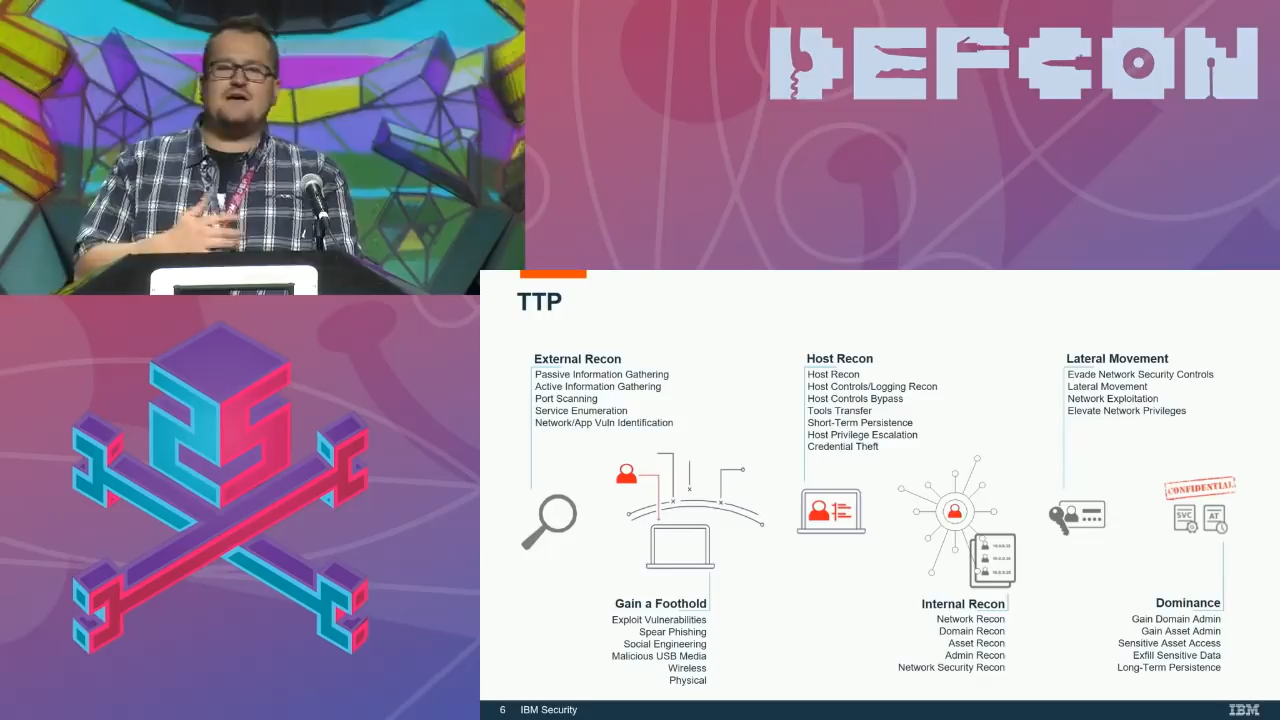 DEFCON
TTP
External Recon
Passive Information Gathering
Active Information Gathering
Port Scanning
Service Enumeration
Network/App Vuln Identification
Host Recon
Host Recon
Host Controls/Logging Recon
Host Controls Bypass
Tools Transfer
Short-Term Persistence
Host Privilege Escalation
Credential Theft
Lateral Movement
Evade Network Security Controls
Lateral Movement
Network Exploitation
Elevate Network Privileges
CONFIDENTIAL
SVC
AT
Gain a Foothold
Exploit Vulnerabilities
Spear Phishing
Social Engineering
Malicious USB Media
Wireless
Physical
Internal Recon
Network Recon
Domain Recon
Asset Recon
Admin Recon
Network Security Recon
Dominance
Gain Domain Admin
Gain Asset Admin
Sensitive Asset Access
Exfill Sensitive Data
Long-Term Persistence
6 IBM Security
IBM